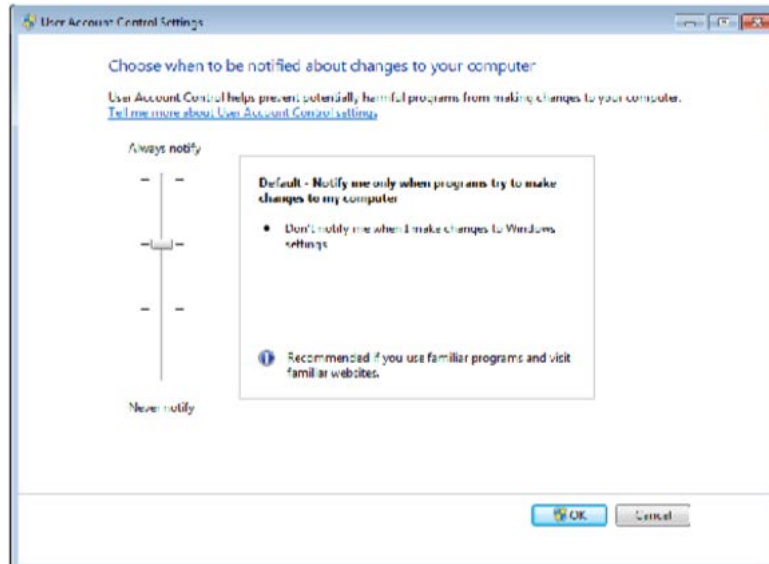 User Account Control Settings
Choose when to be notified about changes to your computer
User Account Control helps prevent potentially harmful programs from making changes to your computer.
Tell me more about User Account Control settings
Always notify
Default - Notify me only when programs try to make
changes to my computer
• Don't notify me when I make changes to Windows
settings
Recommended if you use familiar programs and visit
familiar websites.
Never notify
OK
Cancel